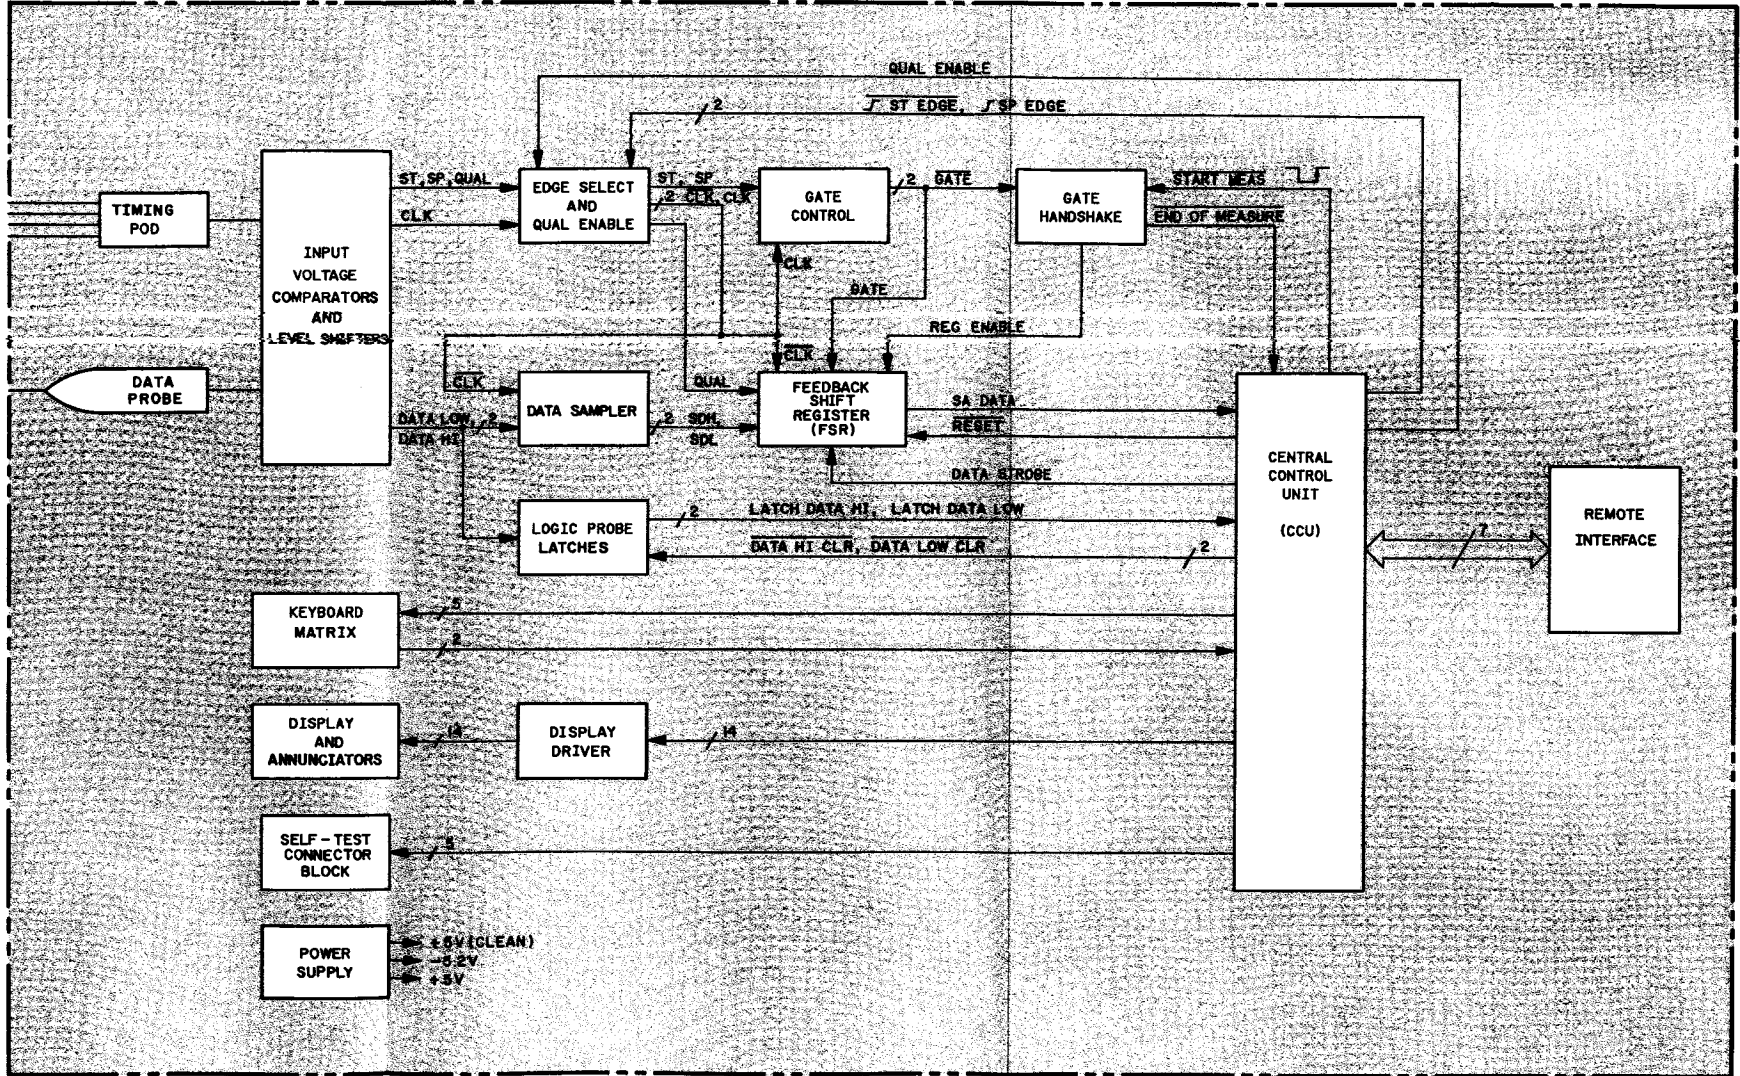 QUAL ENABLE
2
ST EDGE, SP EDGE
TIMING
POD
INPUT
VOLTAGE
COMPARATORS
AND
LEVEL SHIFTERS
DATA
PROBE
ST, SP, QUAL
CLK
EDGE SELECT
AND
QUAL ENABLE
ST, SP
2 CLK, CLK
GATE
CONTROL
2
GATE
GATE
HANDSHAKE
START MEAS
END OF MEASURE
CLK
GATE
REG ENABLE
CLK
CLK
DATA LOW, 2
DATA HI
DATA SAMPLER
QUAL
2 SDH,
SDL
FEEDBACK
SHIFT
REGISTER
(FSR)
SA DATA
RESET
DATA STROBE
LOGIC PROBE
LATCHES
2
LATCH DATA HI, LATCH DATA LOW
DATA HI CLR, DATA LOW CLR
2
CENTRAL
CONTROL
UNIT
(CCU)
7
REMOTE
INTERFACE
KEYBOARD
MATRIX
5
2
DISPLAY
AND
ANNUNCIATORS
14
DISPLAY
DRIVER
14
SELF-TEST
CONNECTOR
BLOCK
5
POWER
SUPPLY
+5V (CLEAN)
-5.2V
+5V